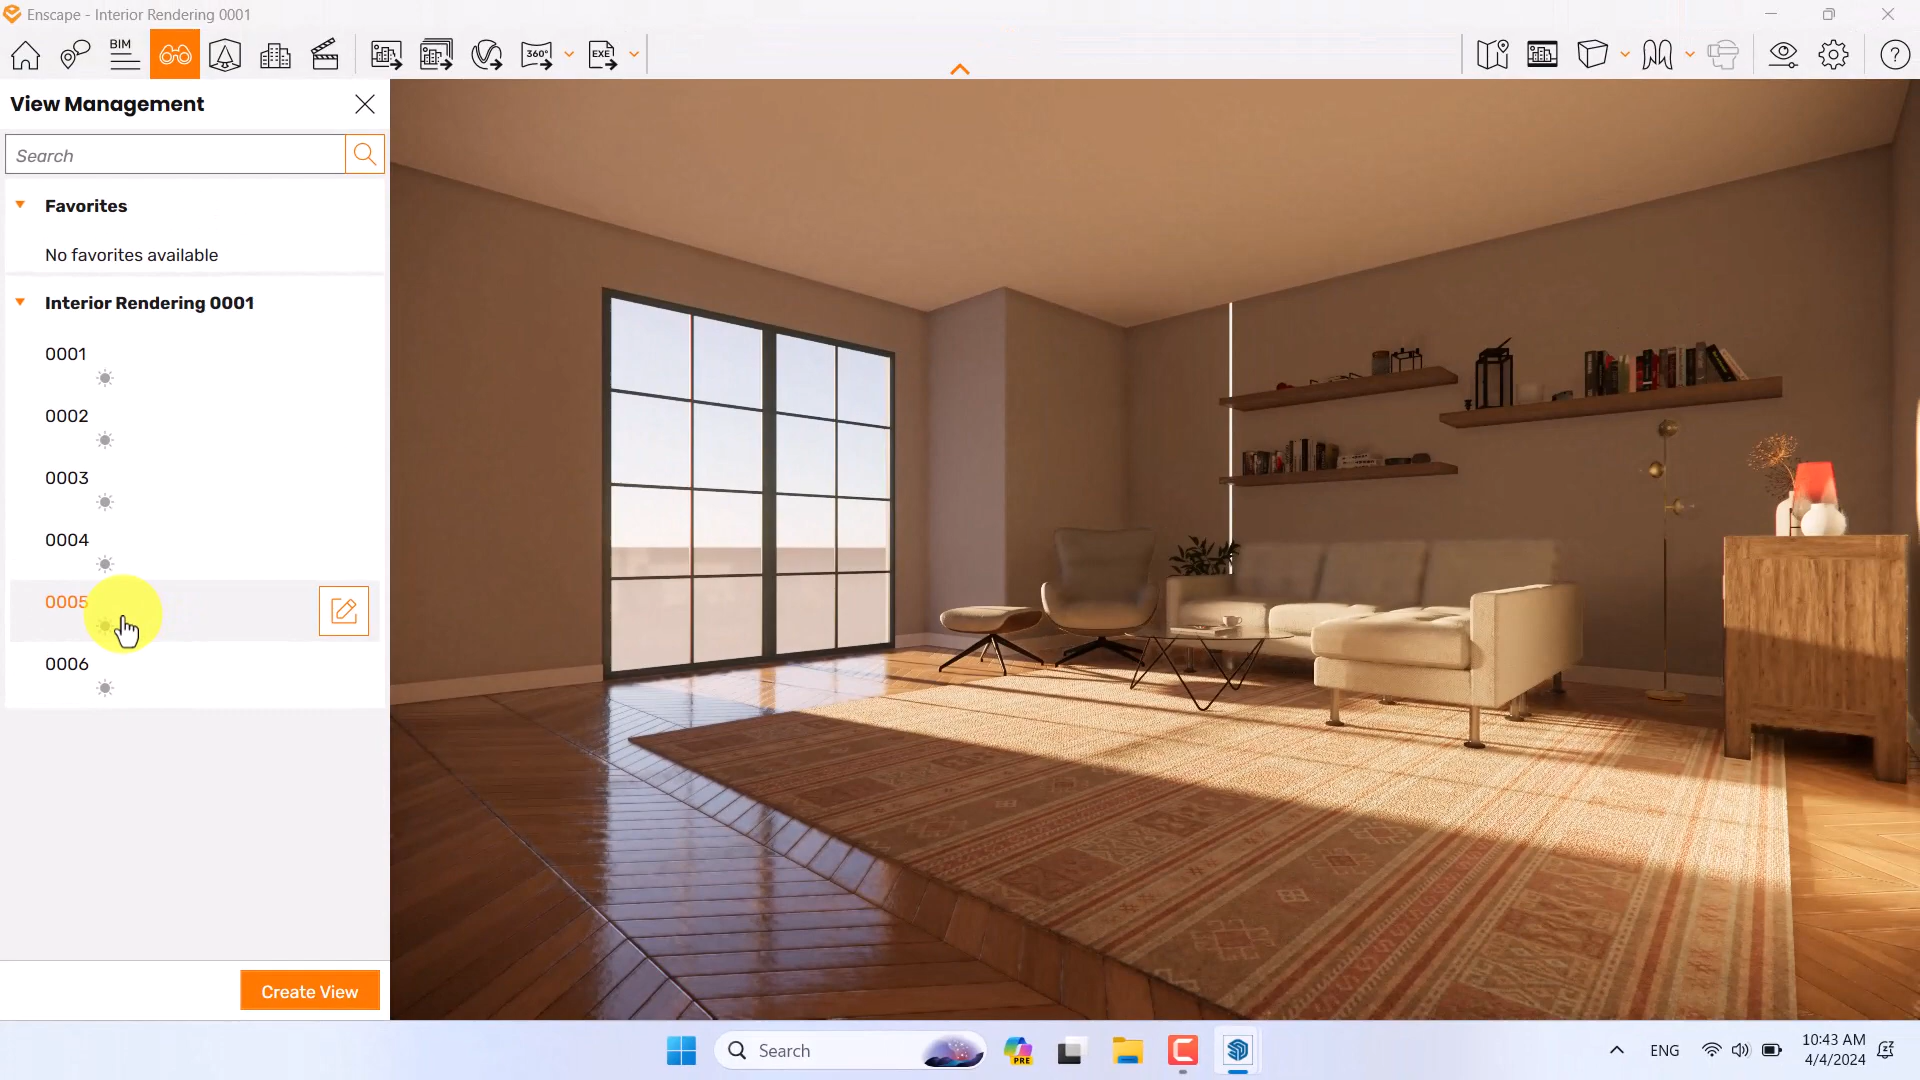 Enscape - Interior Rendering 0001
BIM
360°
EXE
View Management
Search
Favorites
No favorites available
Interior Rendering 0001
0001
0002
0003
0004
0005
0006
Create View
Search
PRE
ENG
10:43 AM
4/4/2024